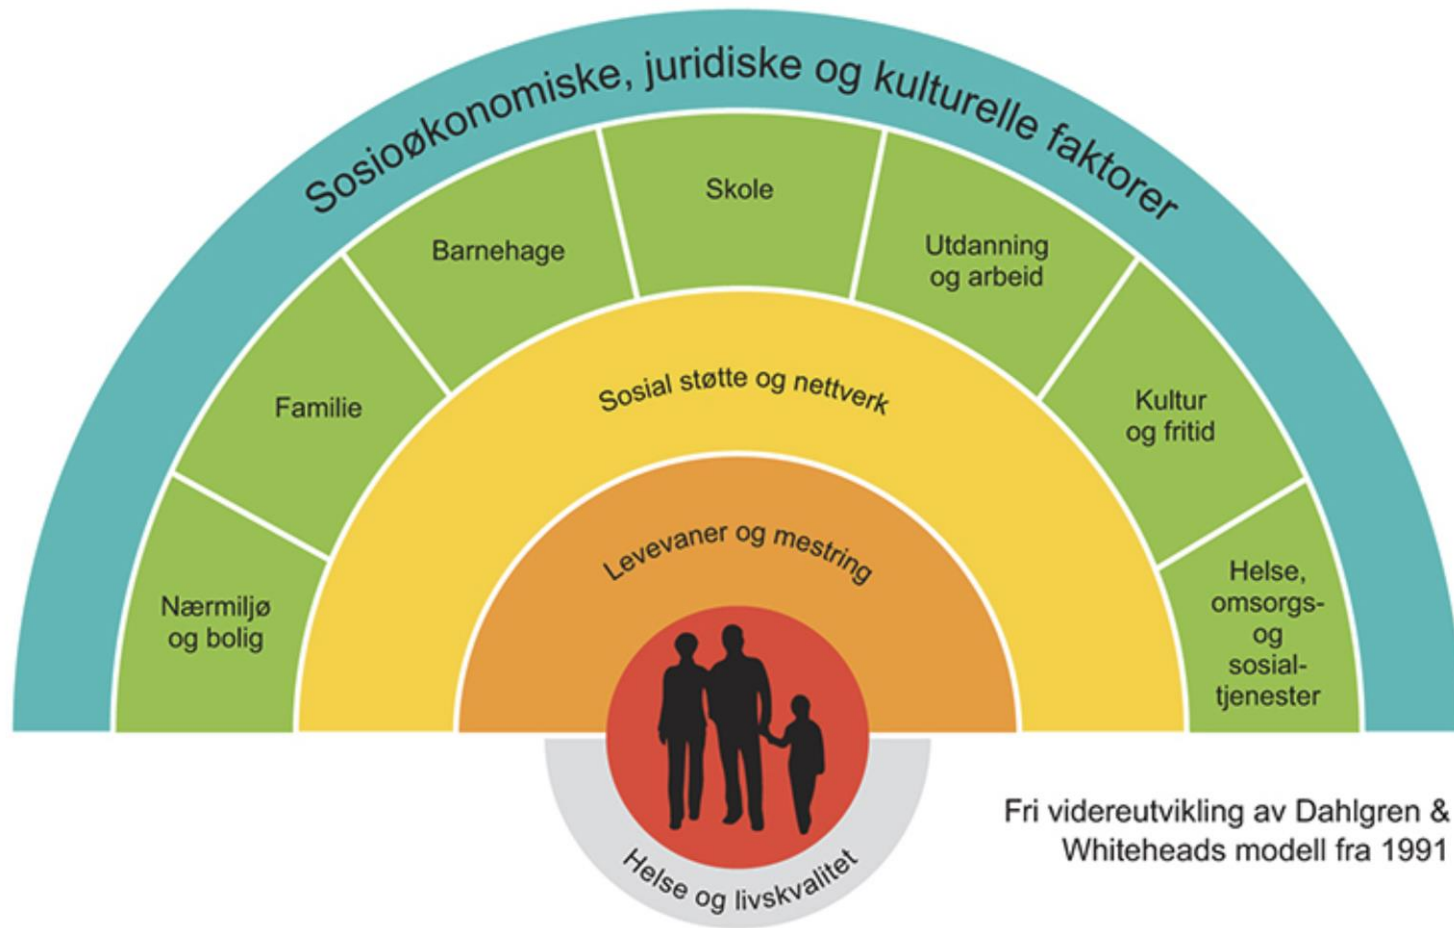 Sosioøkonomiske, juridiske og kulturelle faktorer
Nærmiljø
og bolig
Familie
Barnehage
Skole
Utdanning
og arbeid
Kultur
og fritid
Helse,
omsorgs-
og
sosial-
tjenester
Sosial støtte og nettverk
Levevaner og mestring
Helse og livskvalitet
Fri videreutvikling av Dahlgren &
Whiteheads modell fra 1991